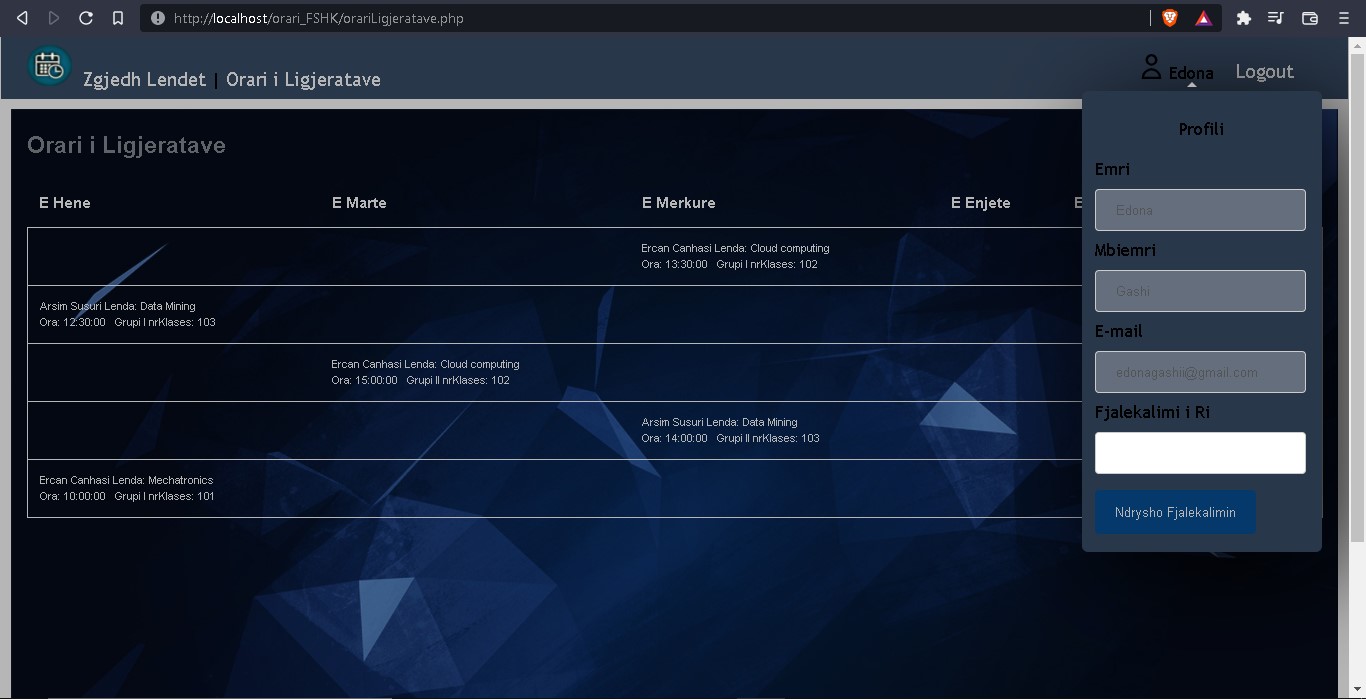 http://localhost/orari_FSHK/orariLigjeratave.php
Zgjedh Lendet | Orari i Ligjeratave
Edona
Logout
Orari i Ligjeratave
E Hene
E Marte
E Merkure
E Enjete
E
Ercan Canhasi Lenda: Cloud computing
Ora: 13:30:00 Grupi I nrKlases: 102
Arsim Susuri Lenda: Data Mining
Ora: 12:30:00 Grupi I nrKlases: 103
Ercan Canhasi Lenda: Cloud computing
Ora: 15:00:00 Grupi II nrKlases: 102
Arsim Susuri Lenda: Data Mining
Ora: 14:00:00 Grupi II nrKlases: 103
Ercan Canhasi Lenda: Mechatronics
Ora: 10:00:00 Grupi I nrKlases: 101
Profili
Emri
Edona
Mbiemri
Gashi
E-mail
edonagashii@gmail.com
Fjalekalimi i Ri
Ndrysho Fjalekalimin